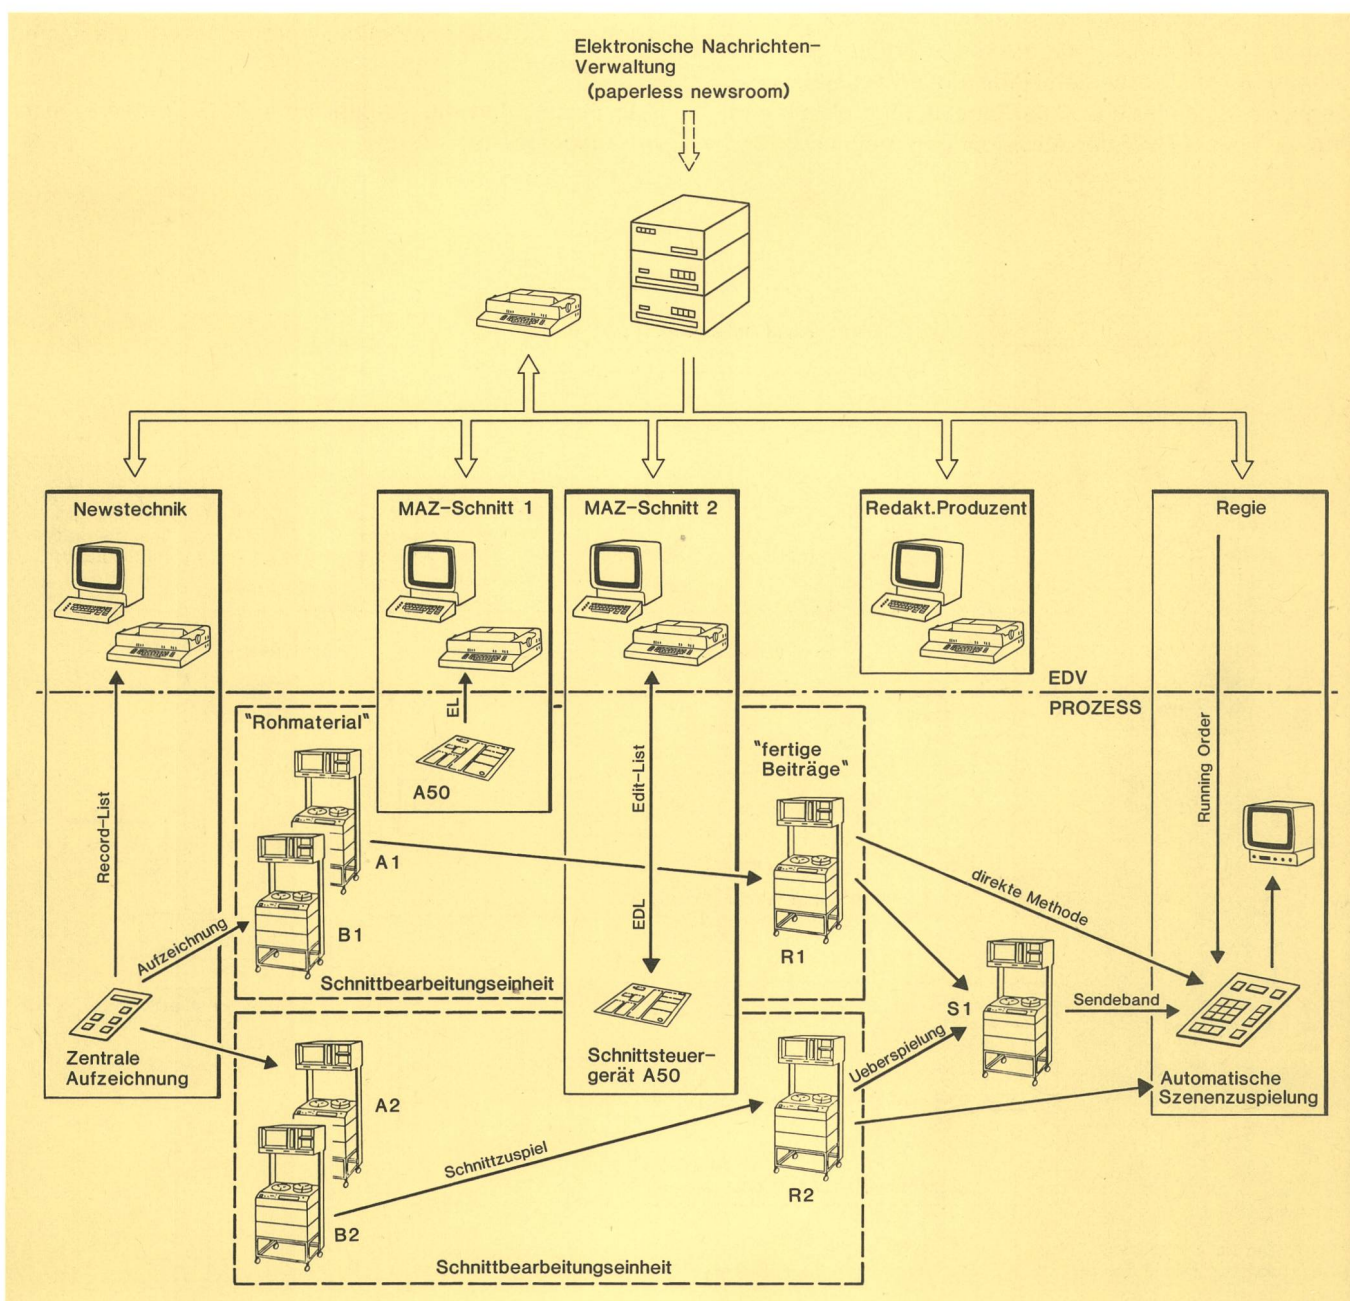 Elektronische Nachrichten-
Verwaltung
(paperless newsroom)
Newstechnik
MAZ-Schnitt 1
MAZ-Schnitt 2
Redakt.Produzent
Regie
EDV
PROZESS
"Rohmaterial"
EL
A50
"fertige
Beiträge"
Record-List
Edit-List
EDL
Running Order
A1
B1
R1
Aufzeichnung
direkte Methode
Schnittbearbeitungseinheit
S1
Sendeband
Zentrale
Aufzeichnung
Schnittsteuer-
gerät A50
Ueberspielung
Automatische
Szenenzuspielung
A2
B2
Schnittzuspiel
R2
Schnittbearbeitungseinheit